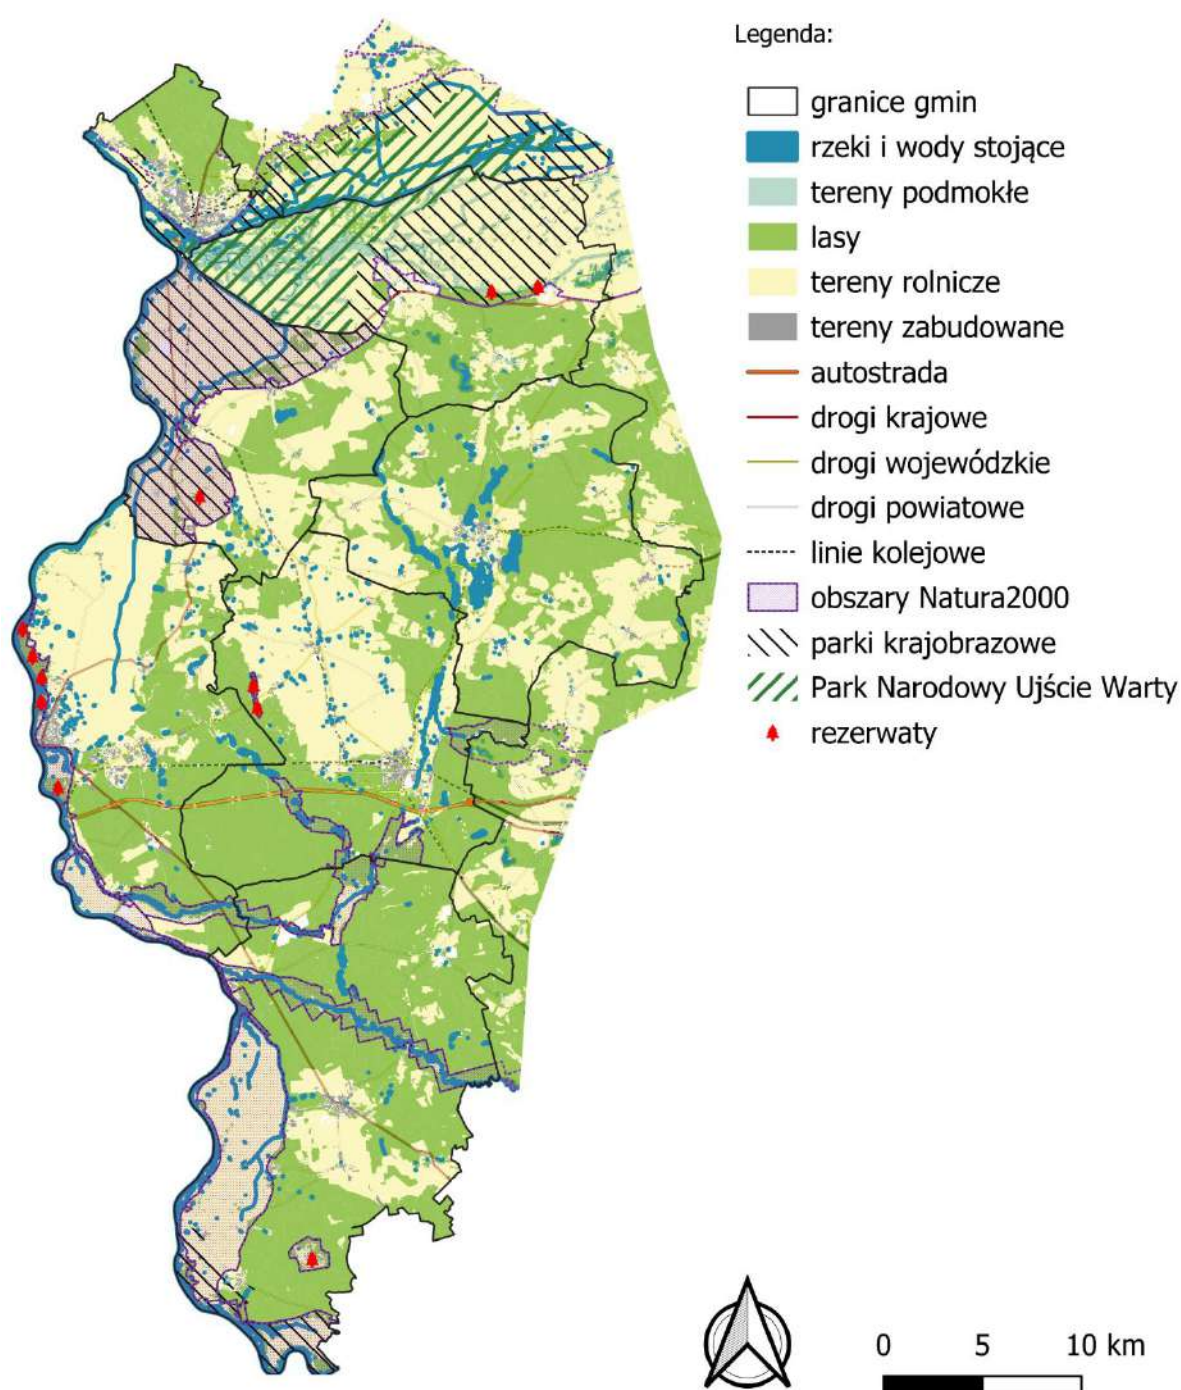 Legenda:
granice gmin
rzeki i wody stojące
tereny podmokłe
lasy
tereny rolnicze
tereny zabudowane
autostrada
drogi krajowe
drogi wojewódzkie
drogi powiatowe
linie kolejowe
obszary Natura2000
parki krajobrazowe
Park Narodowy Ujście Warty
rezerwaty
0 5 10 km